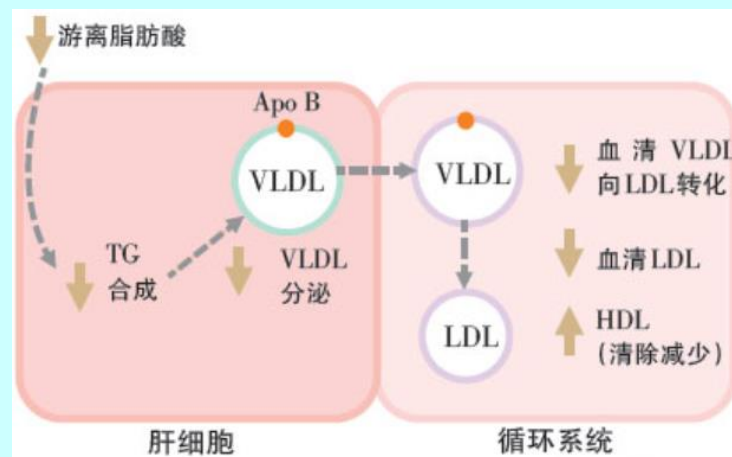 游离脂肪酸
Apo B
VLDL
VLDL
血 清 VLDL
向LDL转化
TG
合成
VLDL
分泌
血清LDL
LDL
HDL
(清除减少)
肝细胞
循环系统